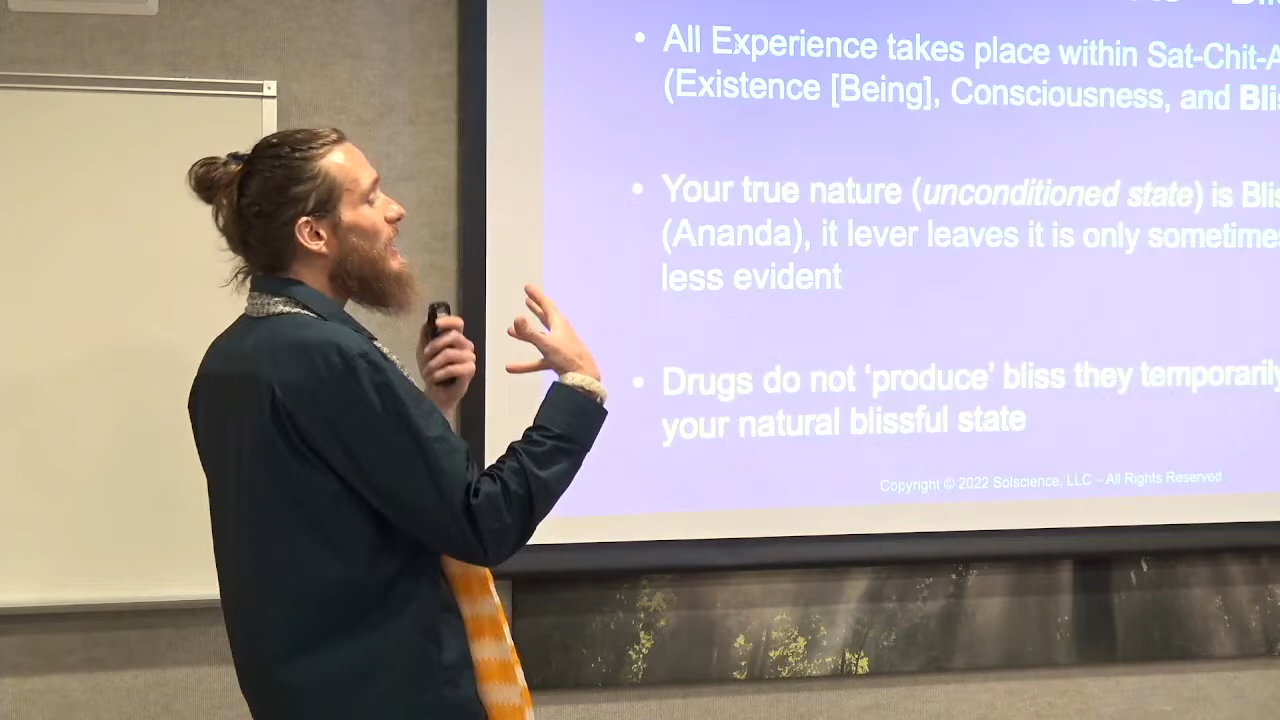 • All Experience takes place within Sat-Chit-A
(Existence [Being], Consciousness, and Bli
• Your true nature (unconditioned state) is Blis
(Ananda), it lever leaves it is only sometimes
less evident
• Drugs do not ‘produce’ bliss they temporarily
your natural blissful state
Copyright © 2022 Solscience, LLC – All Rights Reserved